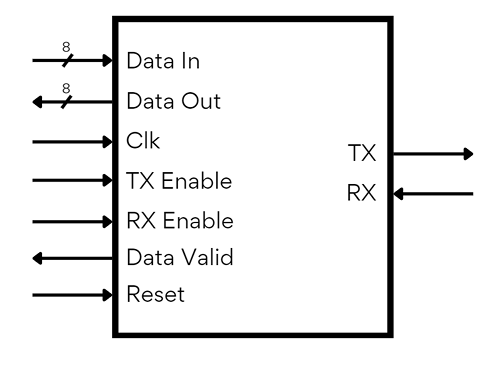 8
Data In
8
Data Out
Clk
TX Enable
RX Enable
Data Valid
Reset
TX
RX